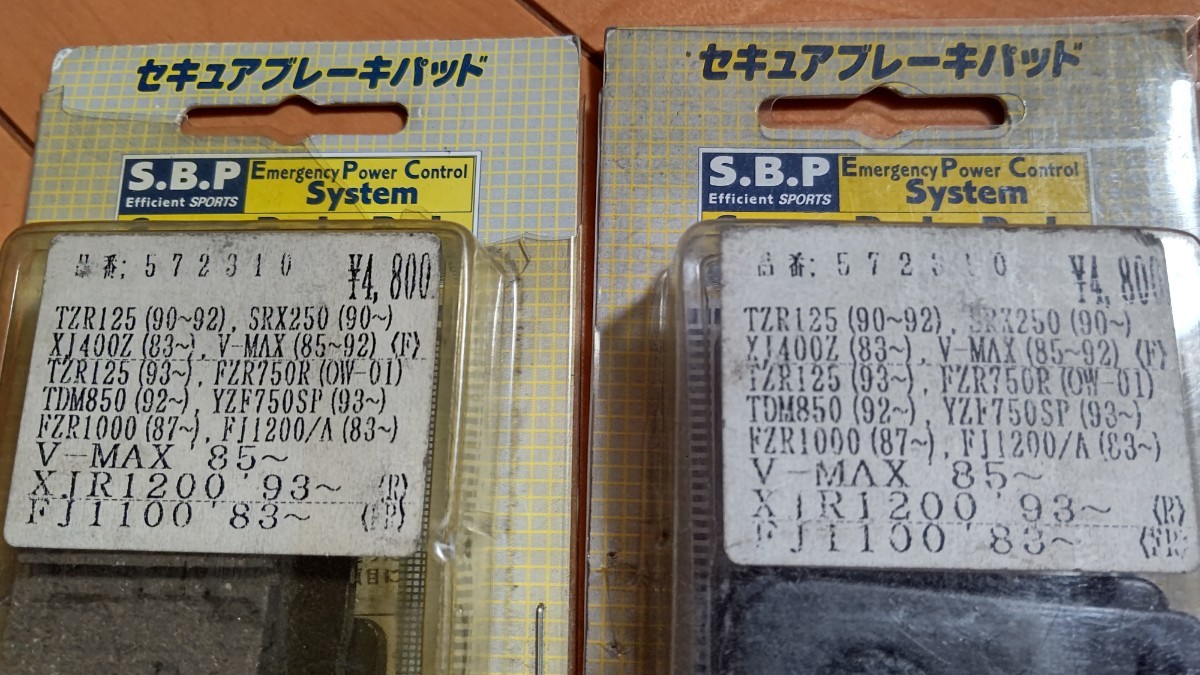 セキュアブレーキパッド
S.B.P
Efficient SPORTS
Emergency Power Control
System
品番: 572310 ¥4,800
TZR125 (90~92), SRX250 (90~)
XJ400Z (83~), V-MAX (85~92) (F)
TZR125 (93~), FZR750R (OW-01)
TDM850 (92~), YZF750SP (93~)
FZR1000 (87~), FJ1200/A (83~)
V-MAX '85~
XJR1200 '93~ (R)
FJ1100 '83~ (FR)
セキュアブレーキパッド
S.B.P
Efficient SPORTS
Emergency Power Control
System
品番: 572310 ¥4,800
TZR125 (90~92), SRX250 (90~)
XJ400Z (83~), V-MAX (85~92) (F)
TZR125 (93~), FZR750R (OW-01)
TDM850 (92~), YZF750SP (93~)
FZR1000 (87~), FJ1200/A (83~)
V-MAX 85~
XJR1200 '93~ (R)
FJ1100 '83~ (FR)